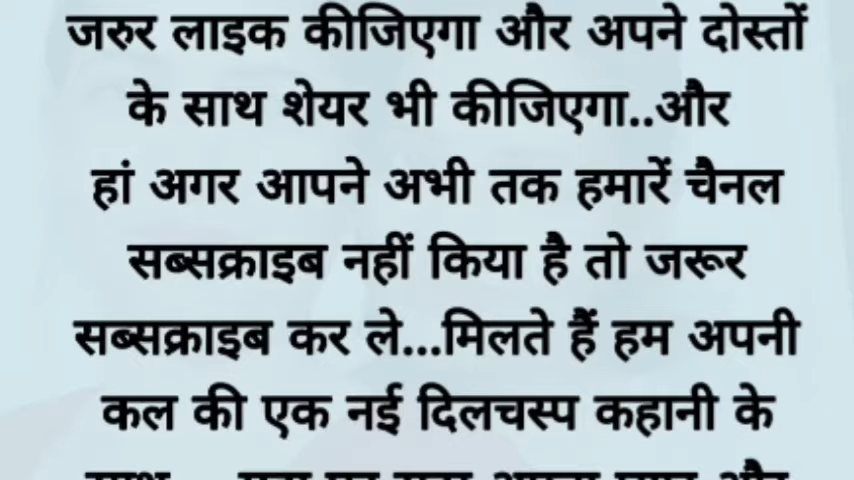 जरुर लाइक कीजिएगा और अपने दोस्तों
के साथ शेयर भी कीजिएगा..और
हां अगर आपने अभी तक हमारें चैनल
सब्सक्राइब नहीं किया है तो जरूर
सब्सक्राइब कर ले...मिलते हैं हम अपनी
कल की एक नई दिलचस्प कहानी के